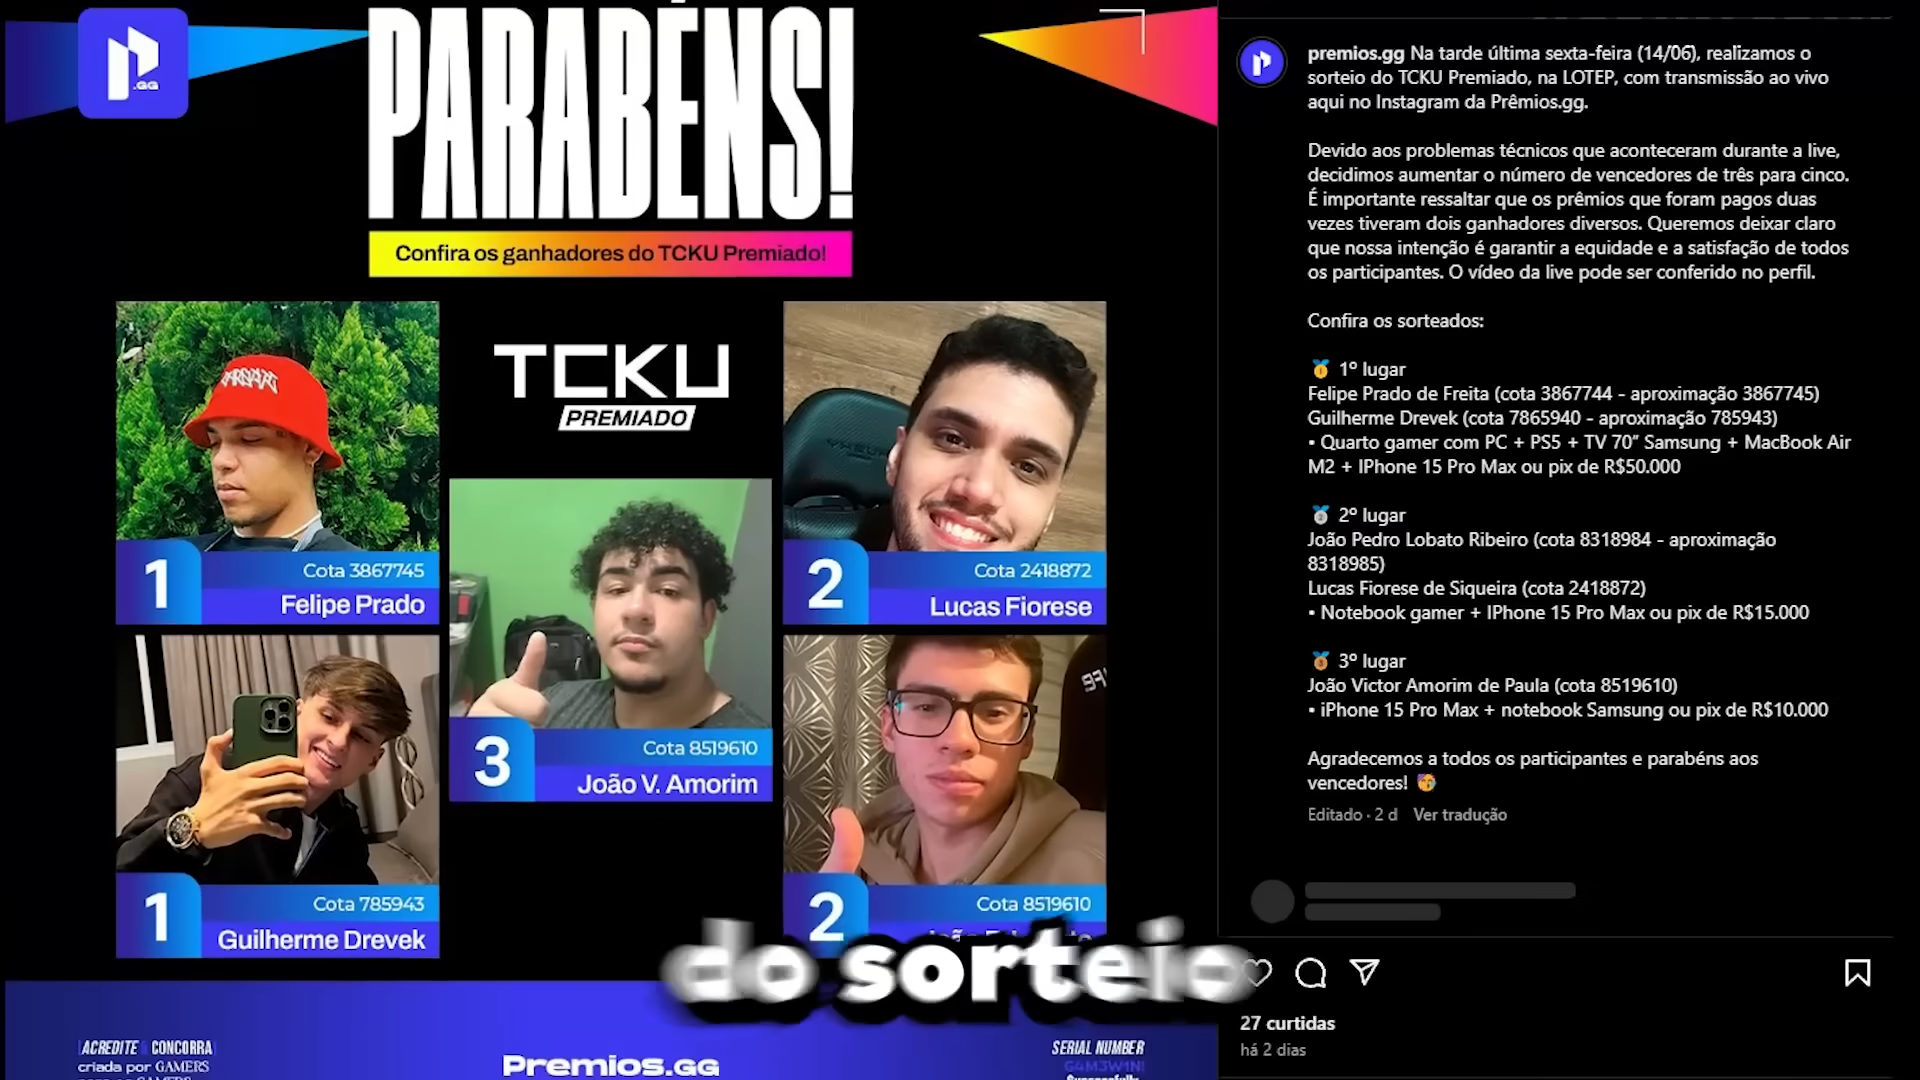 .GG
PARABÉNS!
Confira os ganhadores do TCKU Premiado!
TCKU
PREMIADO
1
Cota 3867745
Felipe Prado
2
Cota 2418872
Lucas Fiorese
3
Cota 8519610
João V. Amorim
1
Cota 785943
Guilherme Drevek
2
Cota 8519610
do sorteio
ACREDITE & CONCORRA
criada por GAMERS
Premios.gg
SERIAL NUMBER
G4M3W1N!
premios.gg Na tarde última sexta-feira (14/06), realizamos o
sorteio do TCKU Premiado, na LOTEP, com transmissão ao vivo
aqui no Instagram da Prêmios.gg.
Devido aos problemas técnicos que aconteceram durante a live,
decidimos aumentar o número de vencedores de três para cinco.
É importante ressaltar que os prêmios que foram pagos duas
vezes tiveram dois ganhadores diversos. Queremos deixar claro
que nossa intenção é garantir a equidade e a satisfação de todos
os participantes. O vídeo da live pode ser conferido no perfil.
Confira os sorteados:
🥇 1º lugar
Felipe Prado de Freita (cota 3867744 - aproximação 3867745)
Guilherme Drevek (cota 7865940 - aproximação 785943)
• Quarto gamer com PC + PS5 + TV 70” Samsung + MacBook Air
M2 + IPhone 15 Pro Max ou pix de R$50.000
🥈 2º lugar
João Pedro Lobato Ribeiro (cota 8318984 - aproximação
8318985)
Lucas Fiorese de Siqueira (cota 2418872)
• Notebook gamer + IPhone 15 Pro Max ou pix de R$15.000
🥉 3º lugar
João Victor Amorim de Paula (cota 8519610)
• iPhone 15 Pro Max + notebook Samsung ou pix de R$10.000
Agradecemos a todos os participantes e parabéns aos
vencedores! 🥳
Editado · 2 d Ver tradução
27 curtidas
há 2 dias